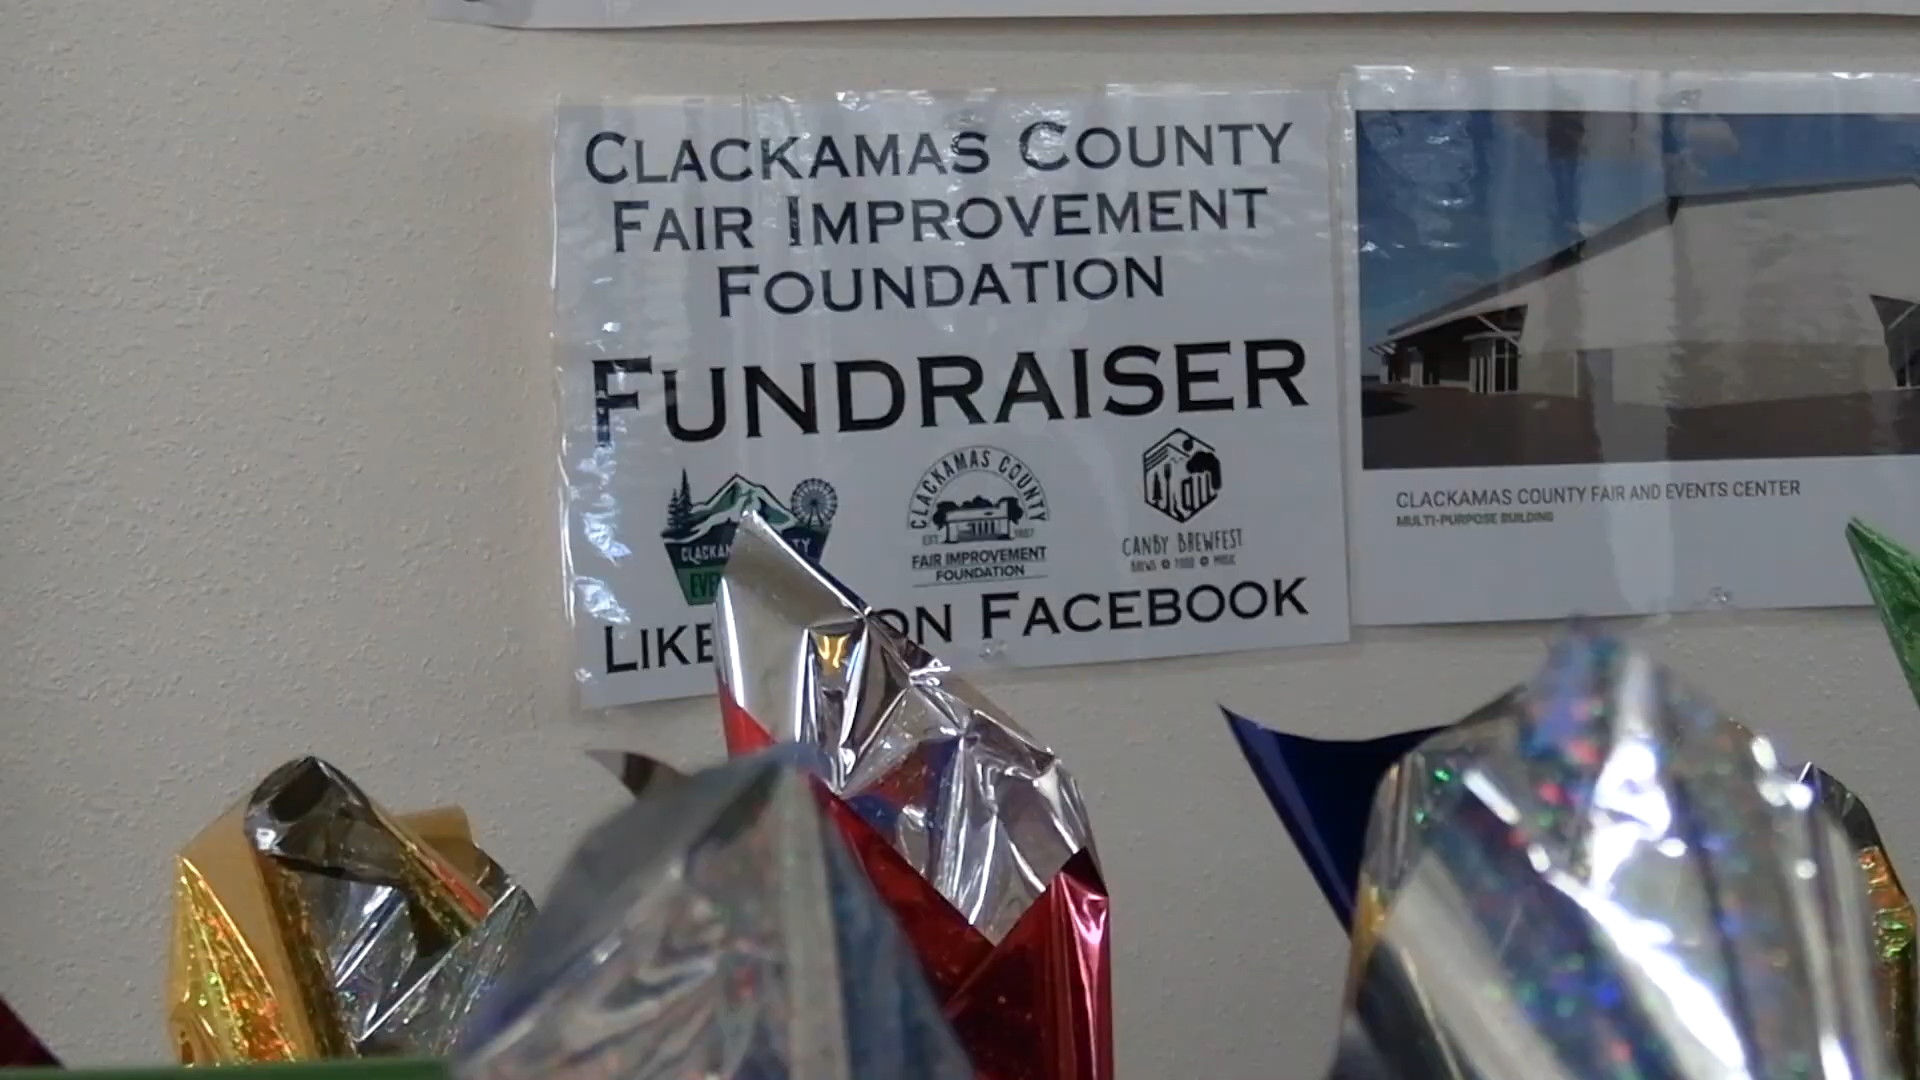 CLACKAMAS COUNTY
FAIR IMPROVEMENT
FOUNDATION
FUNDRAISER
CLACKAMAS COUNTY
EST. 1887
FAIR IMPROVEMENT
FOUNDATION
CANBY BREWFEST
BREWS FOOD MUSIC
LIKE ON FACEBOOK
CLACKAMAS COUNTY FAIR AND EVENTS CENTER
MULTI-PURPOSE BUILDING